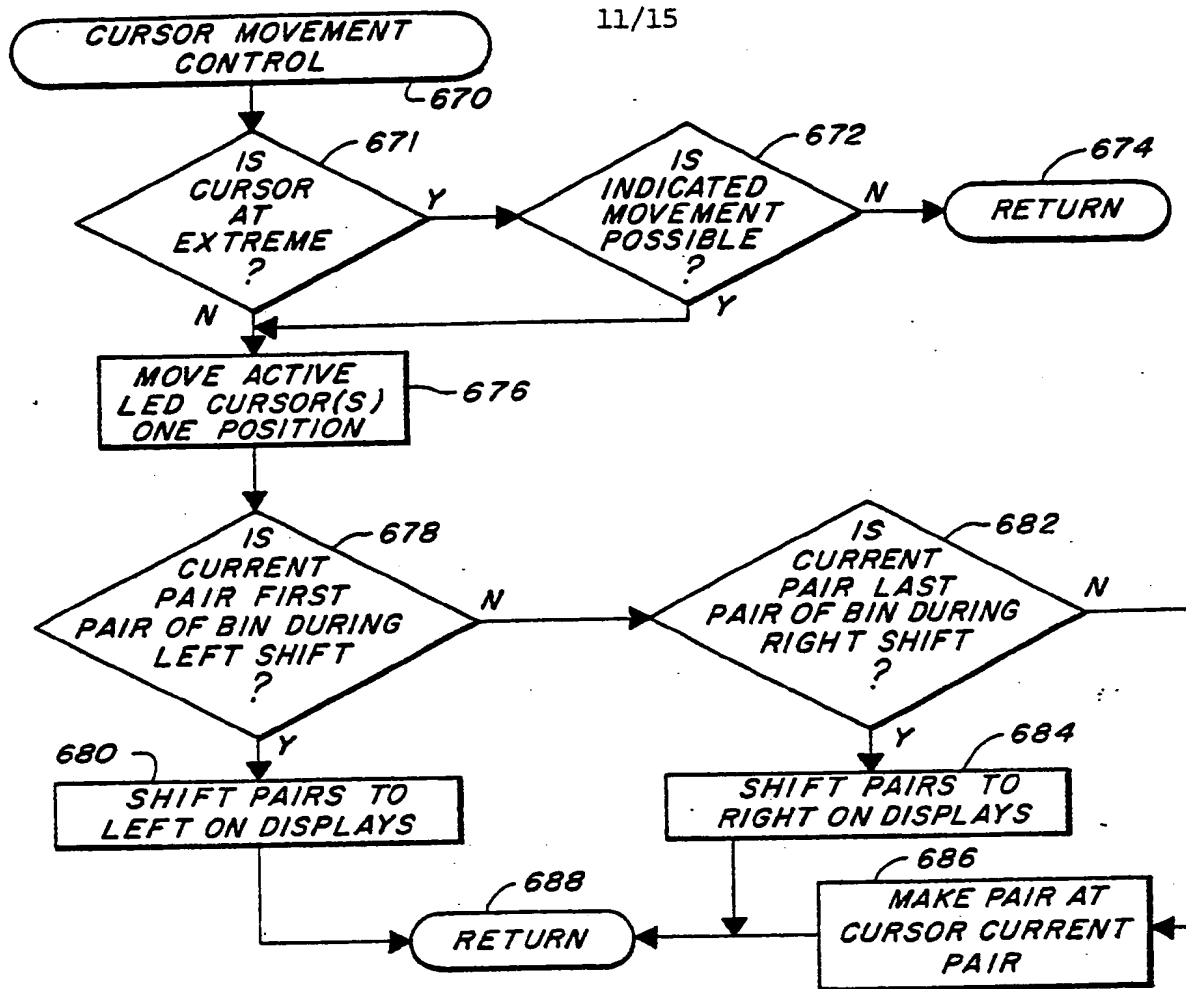 11/15
CURSOR MOVEMENT
CONTROL
670
IS
CURSOR
AT
EXTREME
?
671
Y
N
IS
INDICATED
MOVEMENT
POSSIBLE
?
672
N
Y
674
RETURN
MOVE ACTIVE
LED CURSOR(S)
ONE POSITION
676
IS
CURRENT
PAIR FIRST
PAIR OF BIN DURING
LEFT SHIFT
?
678
N
Y
IS
CURRENT
PAIR LAST
PAIR OF BIN DURING
RIGHT SHIFT
?
682
N
Y
680
SHIFT PAIRS TO
LEFT ON DISPLAYS
684
SHIFT PAIRS TO
RIGHT ON DISPLAYS
686
MAKE PAIR AT
CURSOR CURRENT
PAIR
688
RETURN